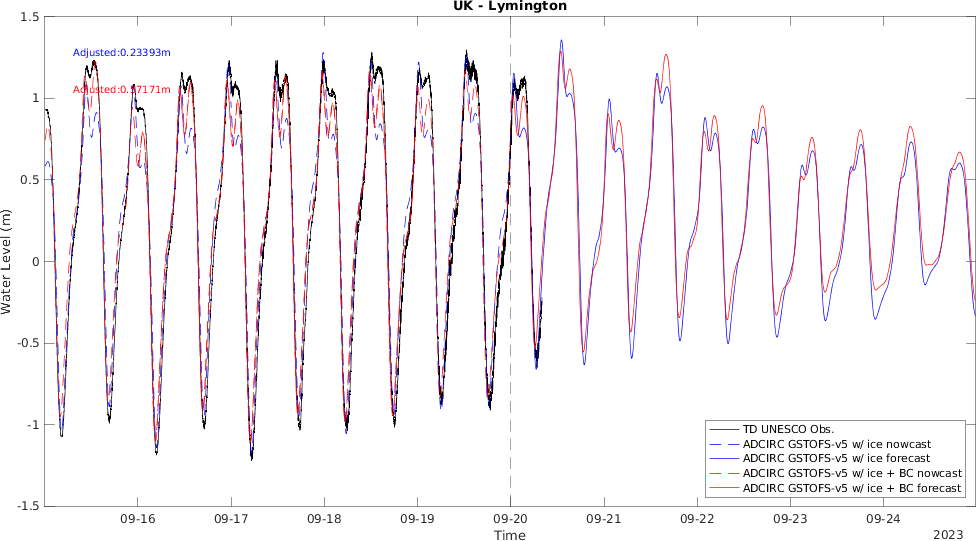 UK - Lymington
1.5
1
0.5
0
-0.5
-1
-1.5
Water Level (m)
Adjusted:0.23393m
Adjusted:0.17171m
TD UNESCO Obs.
ADCIRC GSTOFS-v5 w/ ice nowcast
ADCIRC GSTOFS-v5 w/ ice forecast
ADCIRC GSTOFS-v5 w/ ice + BC nowcast
ADCIRC GSTOFS-v5 w/ ice + BC forecast
09-16 09-17 09-18 09-19 09-20 09-21 09-22 09-23 09-24
Time
2023